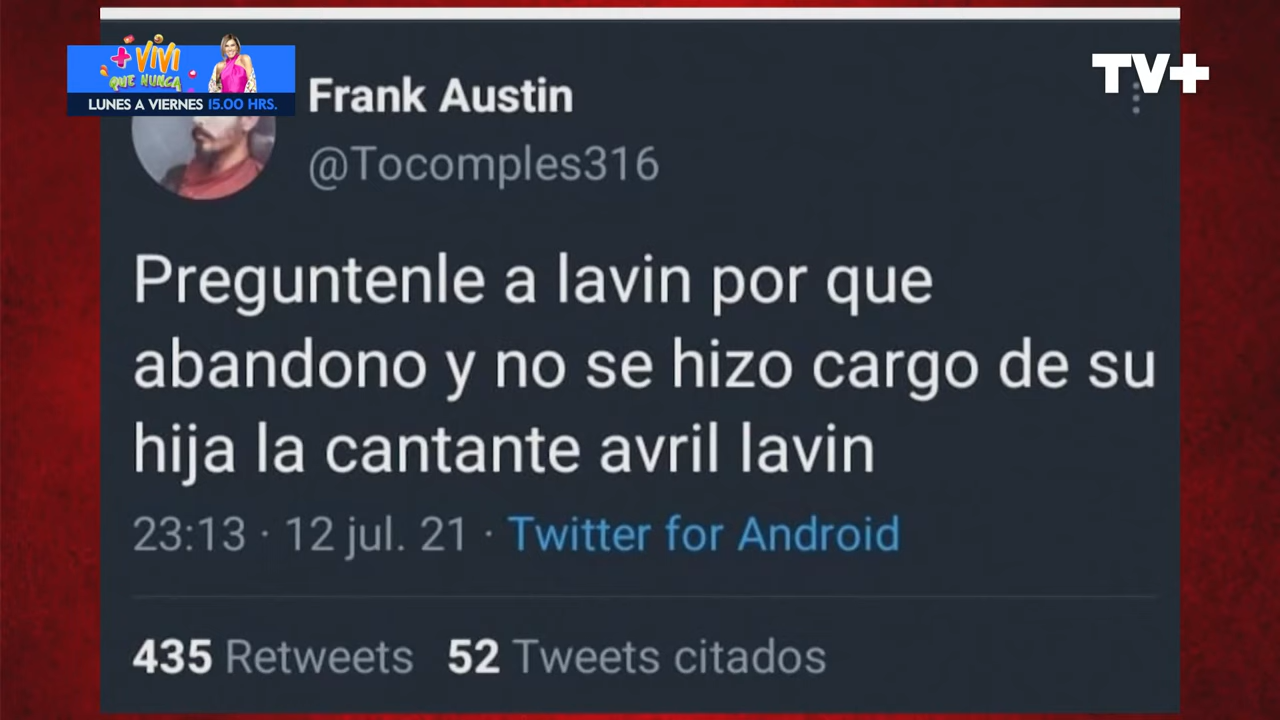 + VIVI
QUE NUNCA
LUNES A VIERNES 15.00 HRS.
TV+
Frank Austin
@Tocomples316
Preguntenle a lavin por que
abandono y no se hizo cargo de su
hija la cantante avril lavin
23:13 · 12 jul. 21 · Twitter for Android
435 Retweets 52 Tweets citados